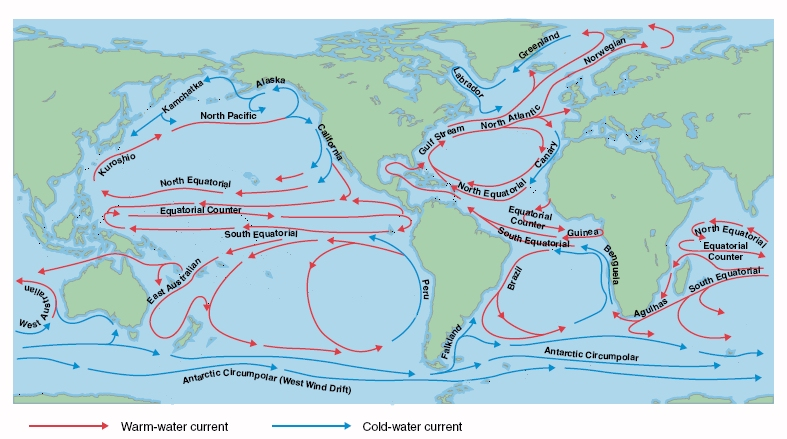 Greenland
Norwegian
Labrador
Alaska
Kamchatka
North Pacific
North Atlantic
Gulf Stream
California
Kuroshio
Canary
North Equatorial
North Equatorial
Equatorial Counter
Equatorial
Counter
Guinea
South Equatorial
South Equatorial
North Equatorial
Equatorial
Counter
South Equatorial
East Australian
Brazil
Benguela
Peru
Agulhas
West Australian
Falkland
Antarctic Circumpolar
Antarctic Circumpolar (West Wind Drift)
Warm-water current
Cold-water current